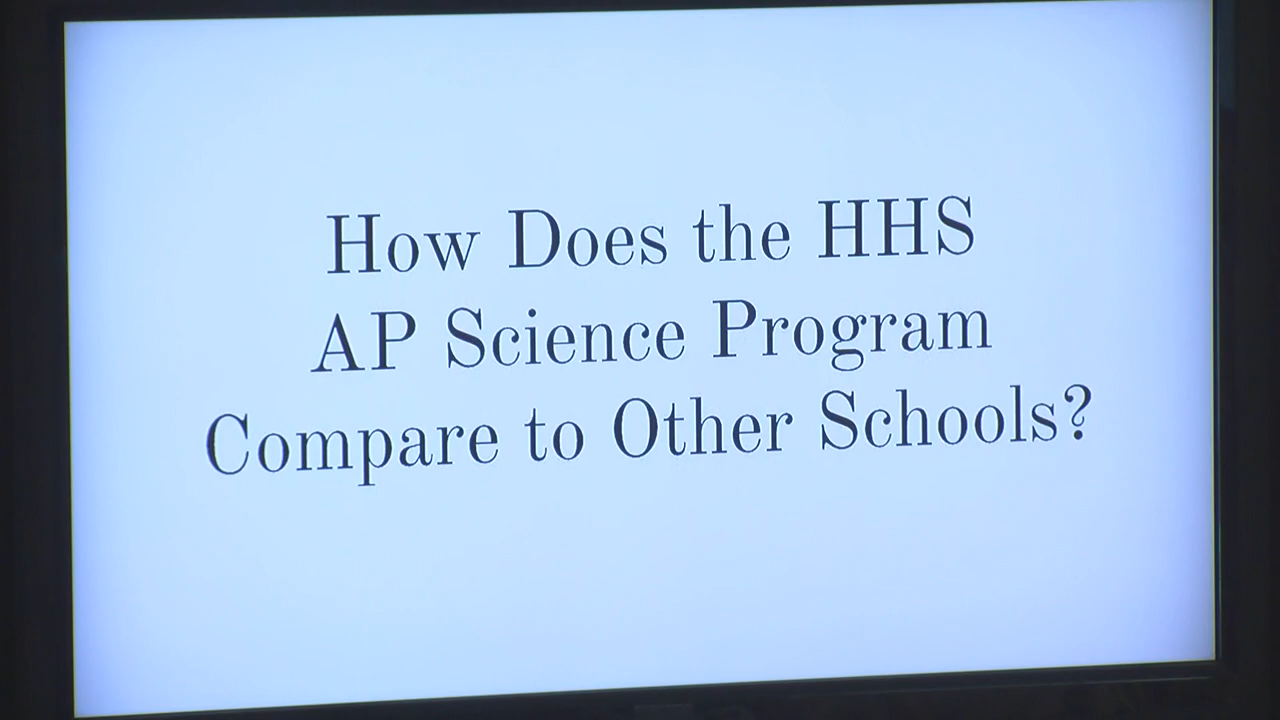 How Does the HHS
AP Science Program
Compare to Other Schools?